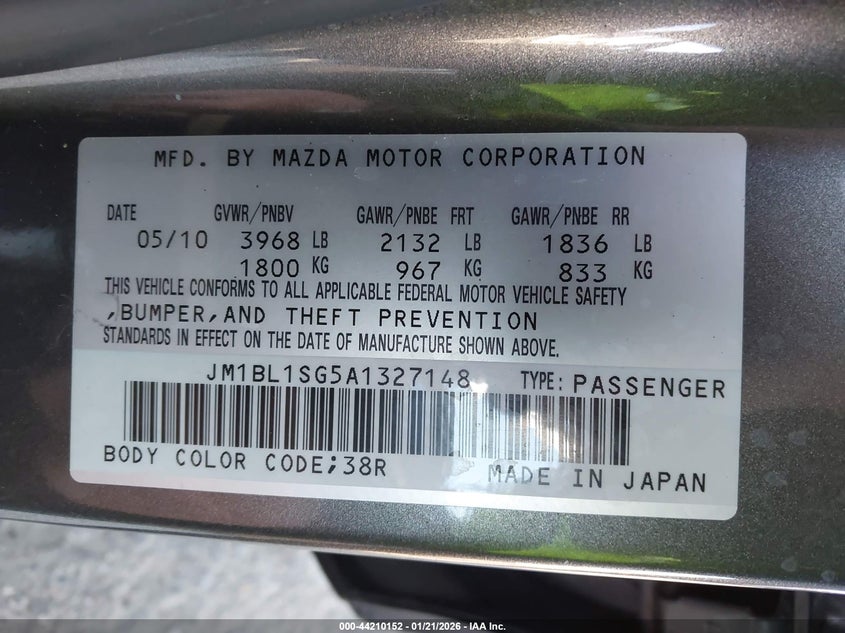 MFD. BY MAZDA MOTOR CORPORATION
DATE GVWR/PNBV GAWR/PNBE FRT GAWR/PNBE RR
05/10 3968 LB 2132 LB 1836 LB
1800 KG 967 KG 833 KG
THIS VEHICLE CONFORMS TO ALL APPLICABLE FEDERAL MOTOR VEHICLE SAFETY
,BUMPER,AND THEFT PREVENTION
STANDARDS IN EFFECT ON THE DATE OF MANUFACTURE SHOWN ABOVE.
JM1BL1SG5A1327148 TYPE: PASSENGER
BODY COLOR CODE;38R MADE IN JAPAN
000-44210152 - 01/21/2026 - IAA Inc.